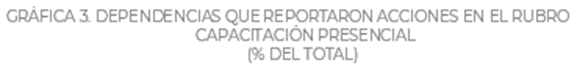 GRÁFICA 3. DEPENDENCIAS QUE REPORTARON ACCIONES EN EL RUBRO
CAPACITACIÓN PRESENCIAL
(% DEL TOTAL)